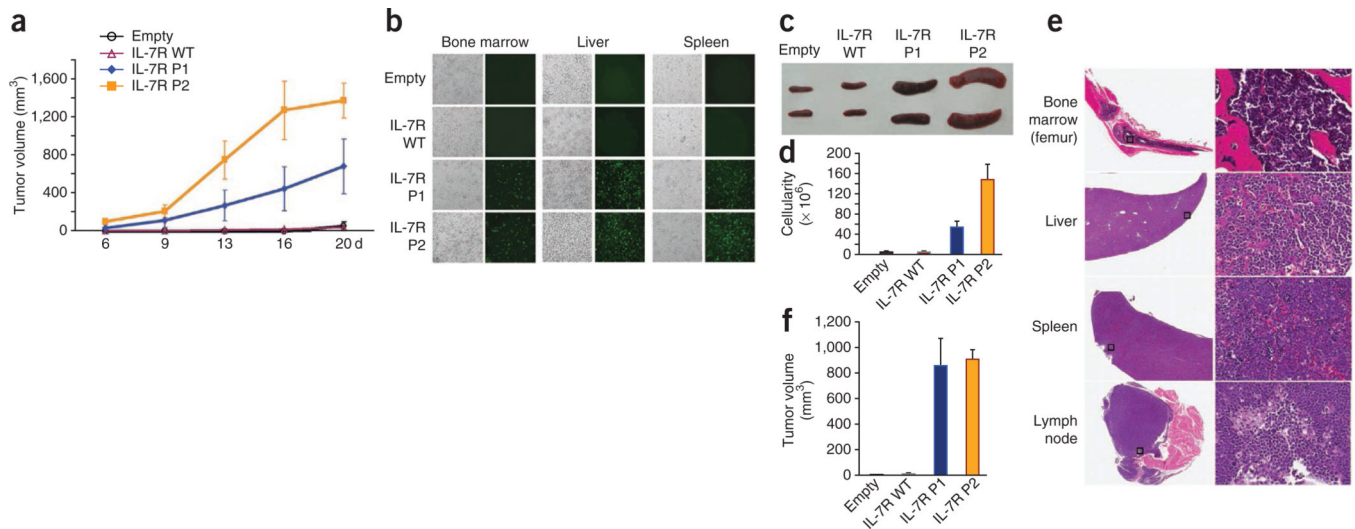 a
Empty
IL-7R WT
IL-7R P1
IL-7R P2
Tumor volume (mm³)
1,600
1,200
800
400
0
6 9 13 16 20 d
b
Bone marrow Liver Spleen
Empty
IL-7R
WT
IL-7R
P1
IL-7R
P2
c
Empty
IL-7R
WT
IL-7R
P1
IL-7R
P2
d
Cellularity
(× 10⁶)
200
160
120
80
40
0
Empty
IL-7R WT
IL-7R P1
IL-7R P2
f
Tumor volume
(mm³)
1,200
1,000
800
600
400
200
0
Empty
IL-7R WT
IL-7R P1
IL-7R P2
e
Bone
marrow
(femur)
Liver
Spleen
Lymph
node